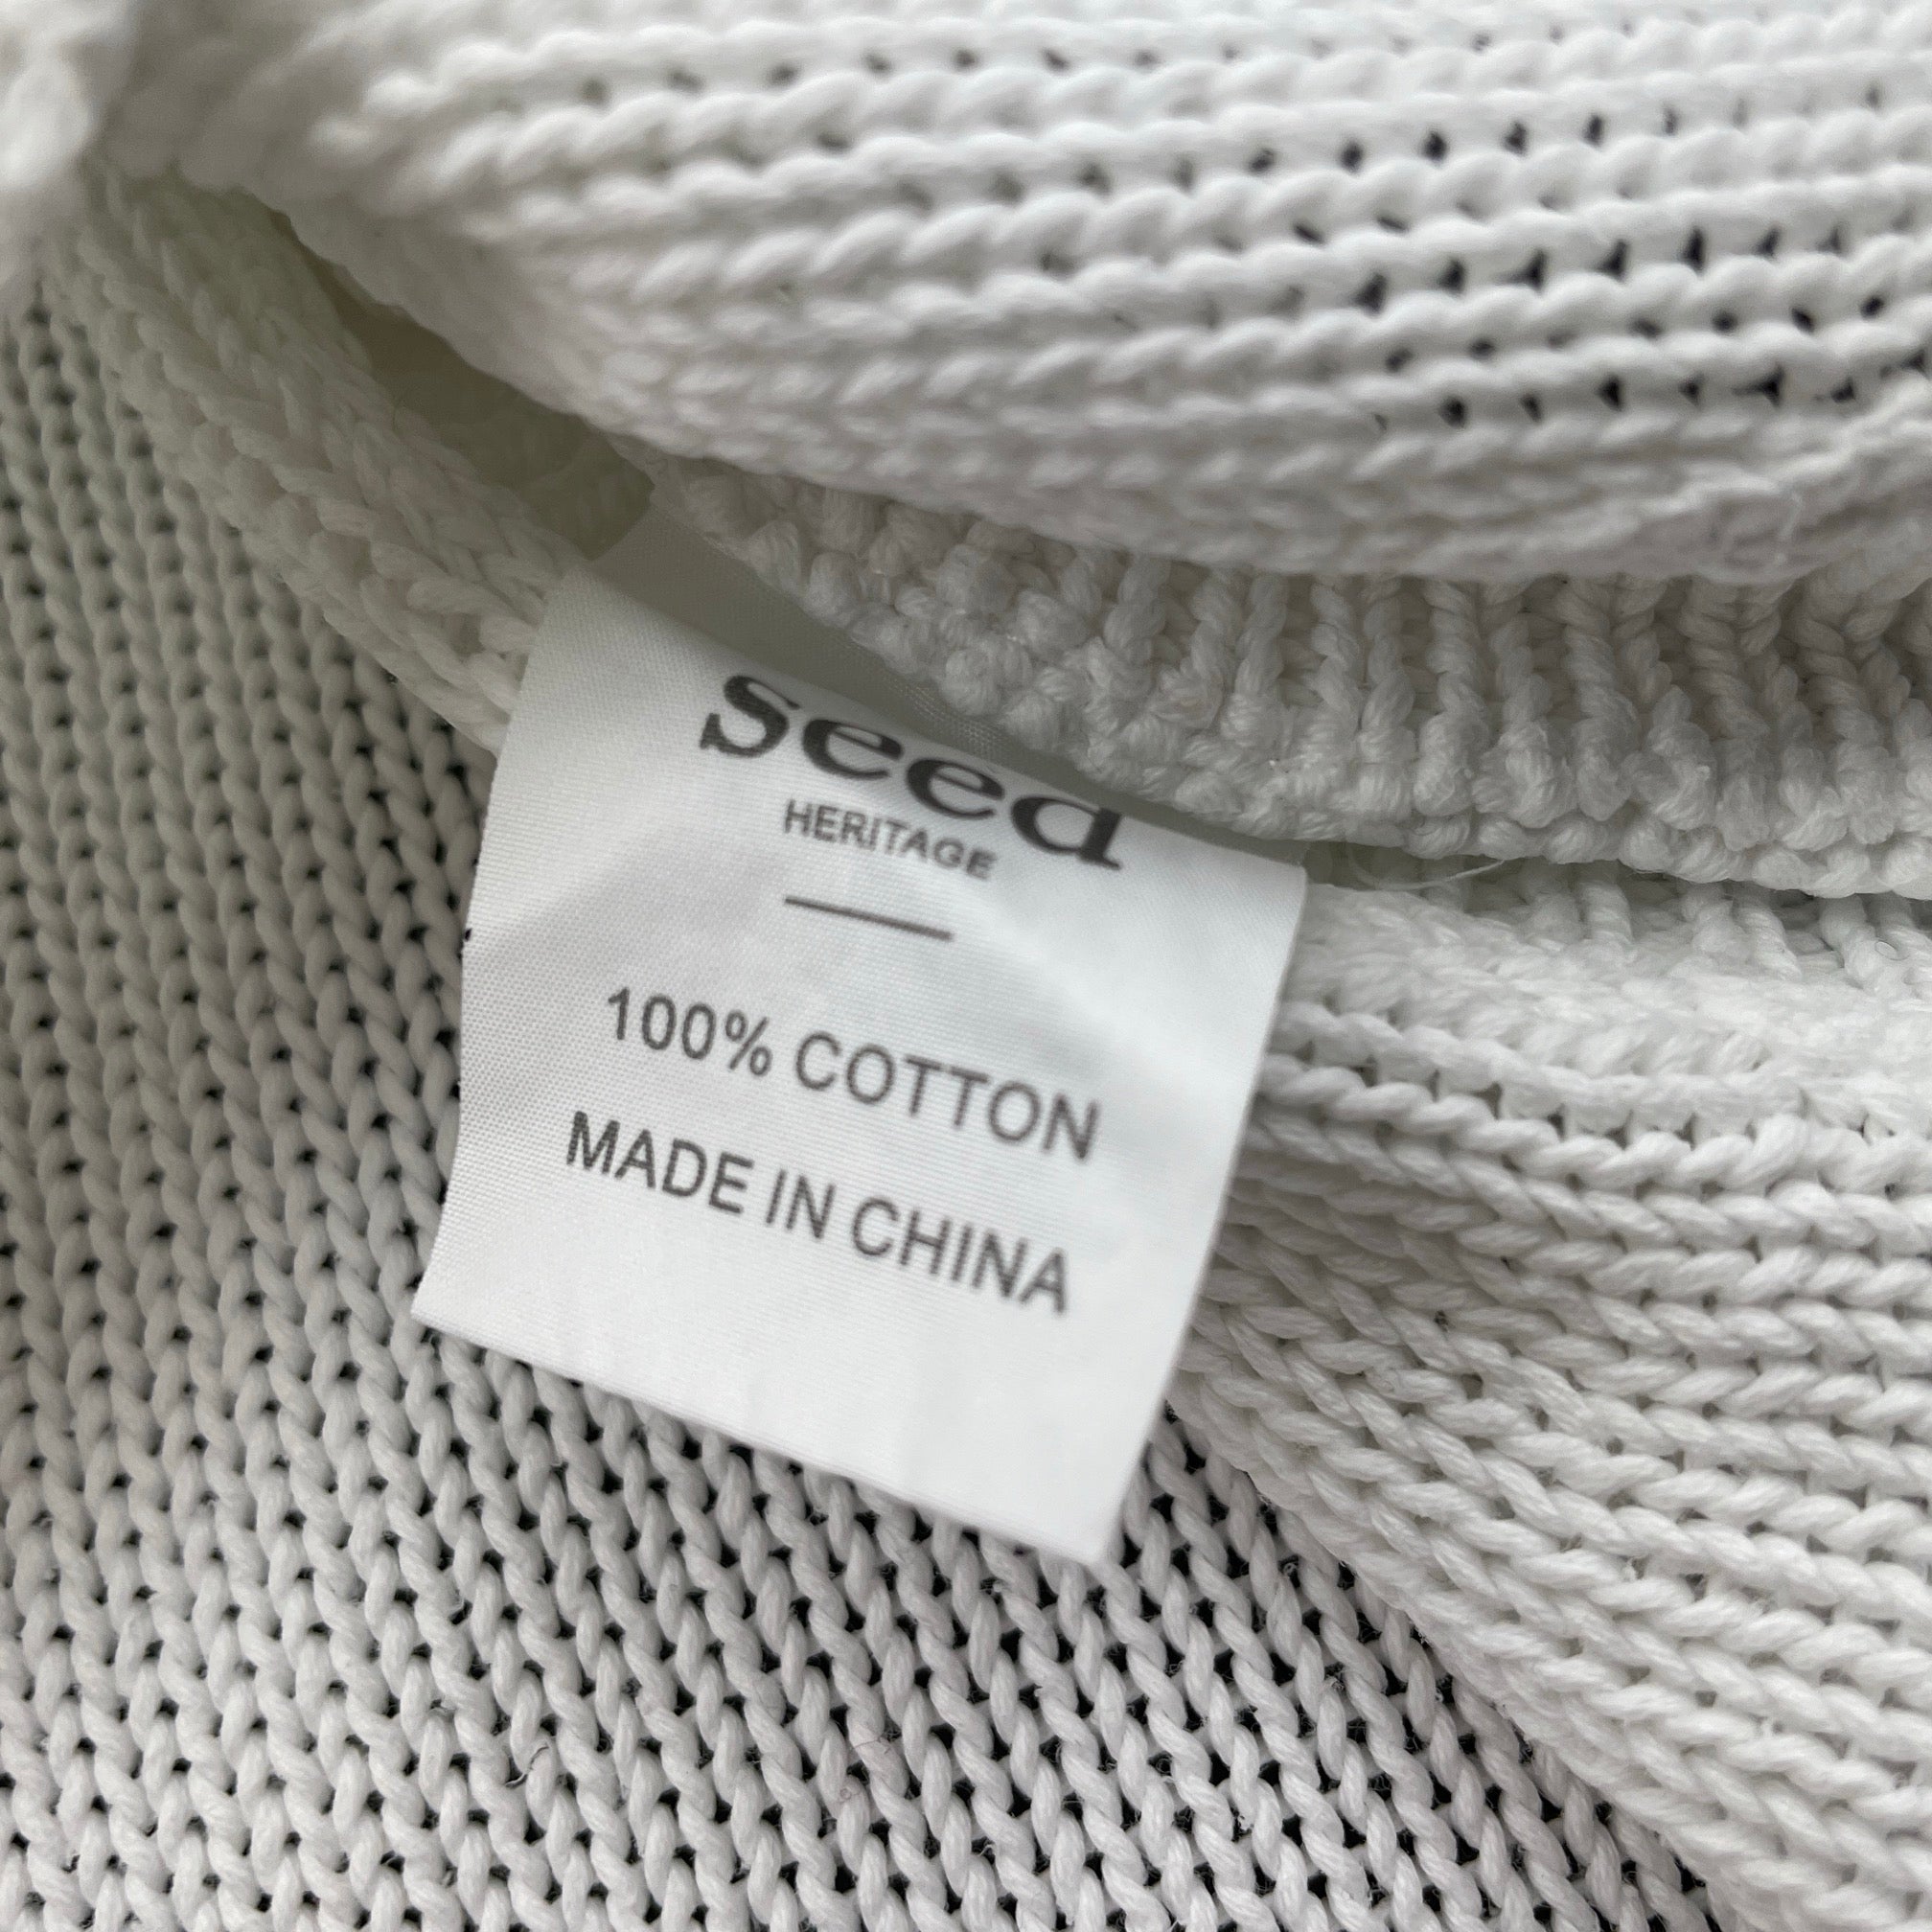 seed
HERITAGE
100% COTTON
MADE IN CHINA